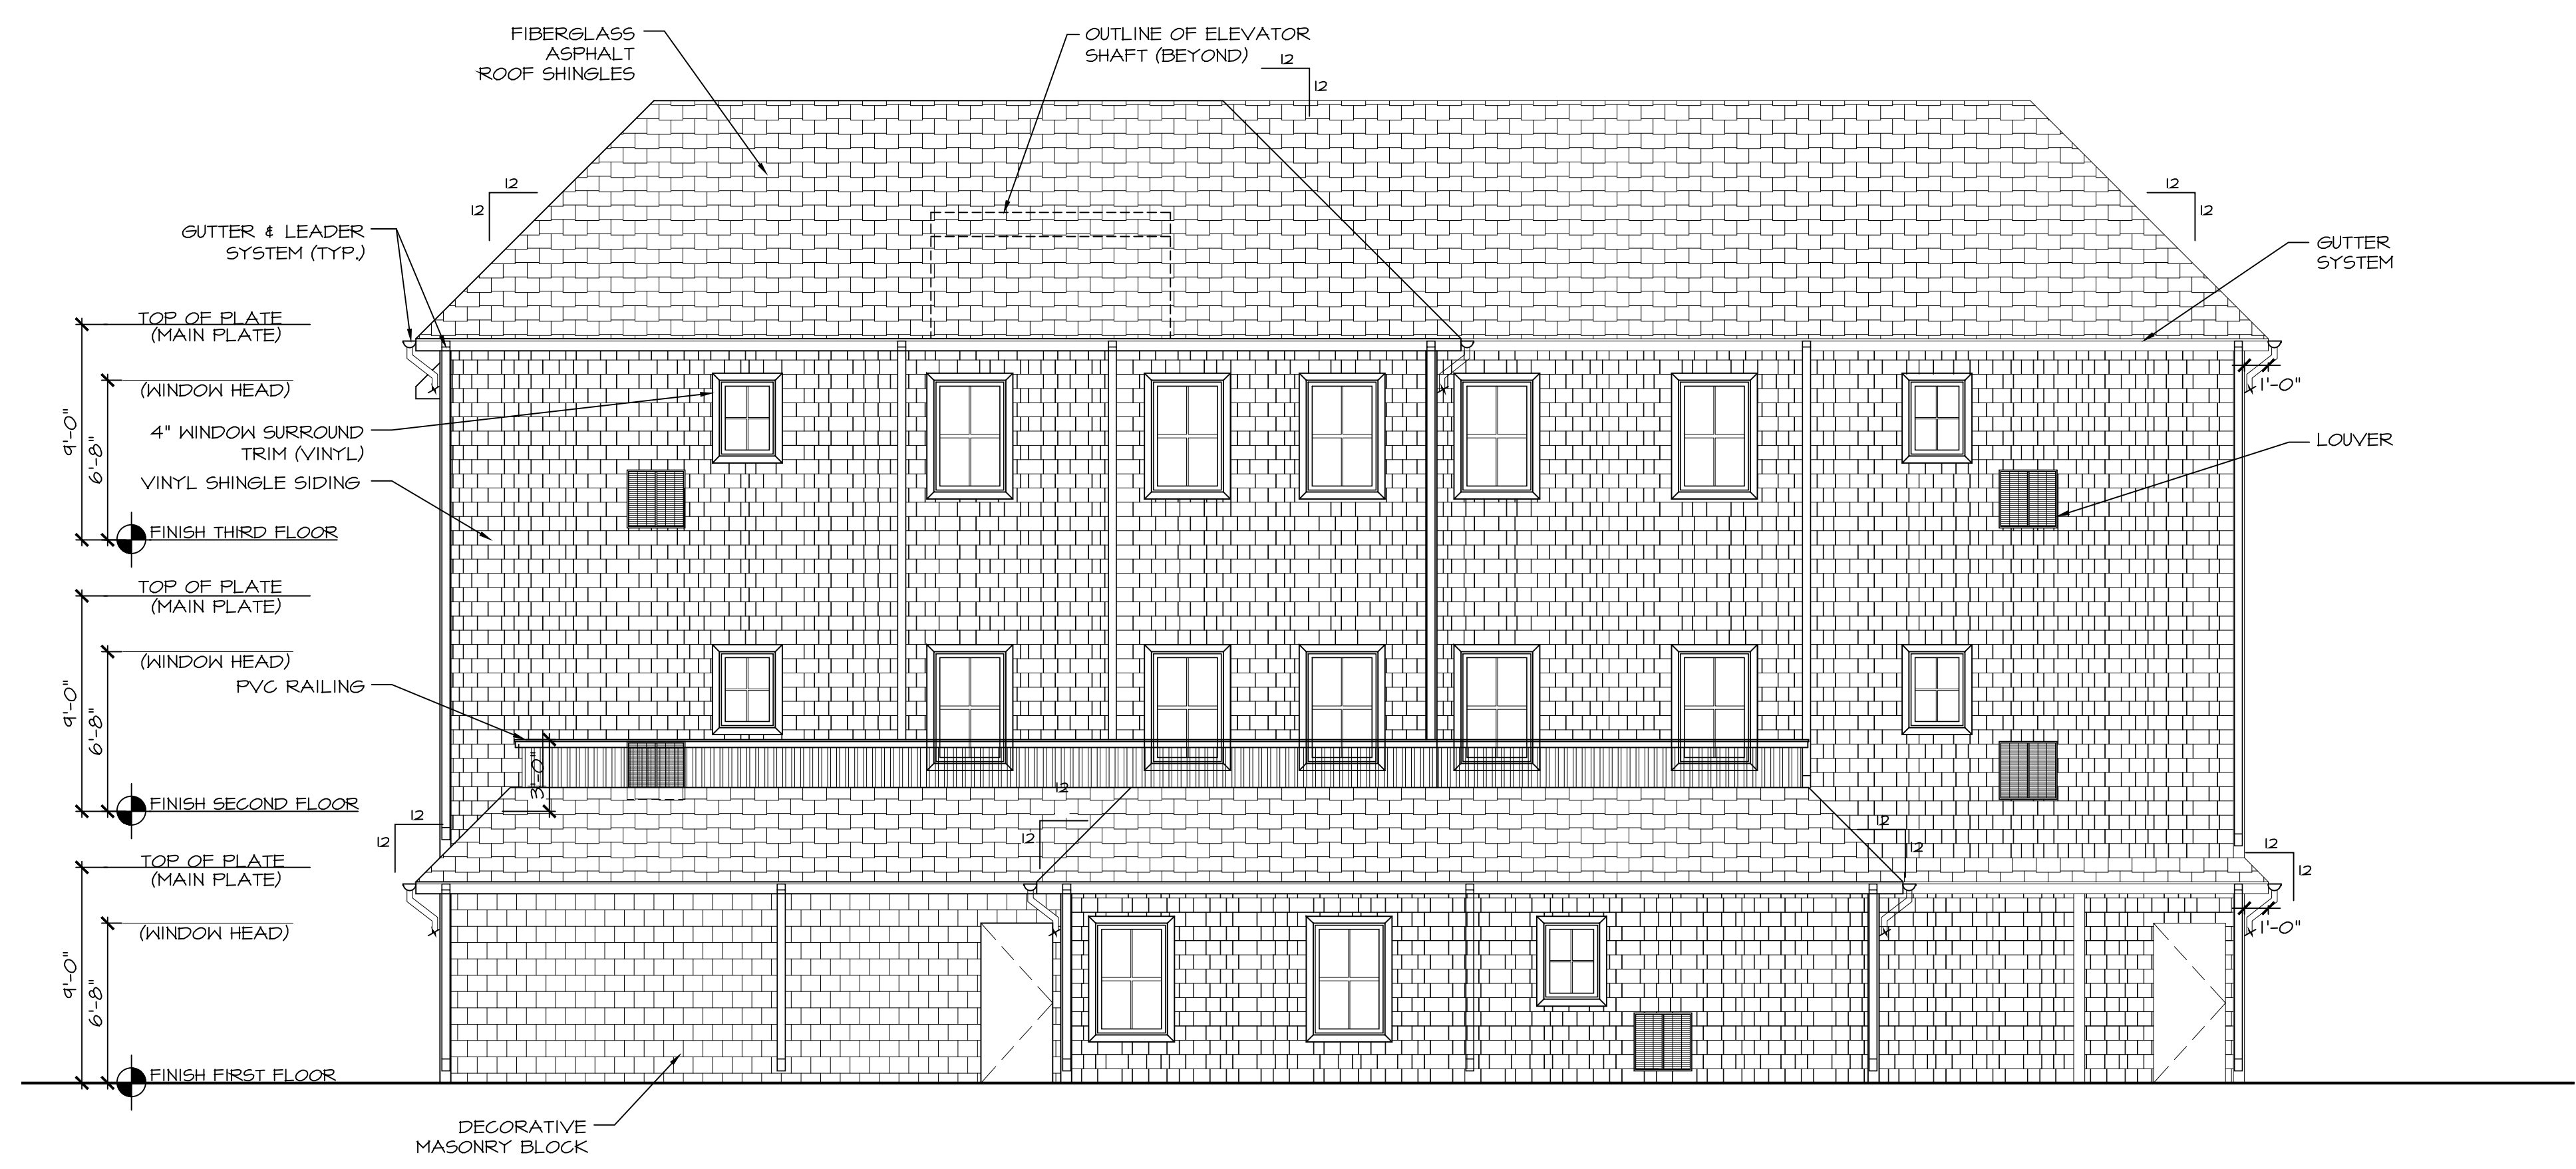 FIBERGLASS
ASPHALT
ROOF SHINGLES
OUTLINE OF ELEVATOR
SHAFT (BEYOND)
12
12
12
12
12
12
GUTTER & LEADER
SYSTEM (TYP.)
GUTTER
SYSTEM
TOP OF PLATE
(MAIN PLATE)
(WINDOW HEAD)
1'-0"
9'-0"
6'-8"
4" WINDOW SURROUND
TRIM (VINYL)
LOUVER
VINYL SHINGLE SIDING
FINISH THIRD FLOOR
TOP OF PLATE
(MAIN PLATE)
(WINDOW HEAD)
PVC RAILING
9'-0"
6'-8"
3'-0"
FINISH SECOND FLOOR
12
12
12
12
12
12
12
12
TOP OF PLATE
(MAIN PLATE)
(WINDOW HEAD)
1'-0"
9'-0"
6'-8"
FINISH FIRST FLOOR
DECORATIVE
MASONRY BLOCK